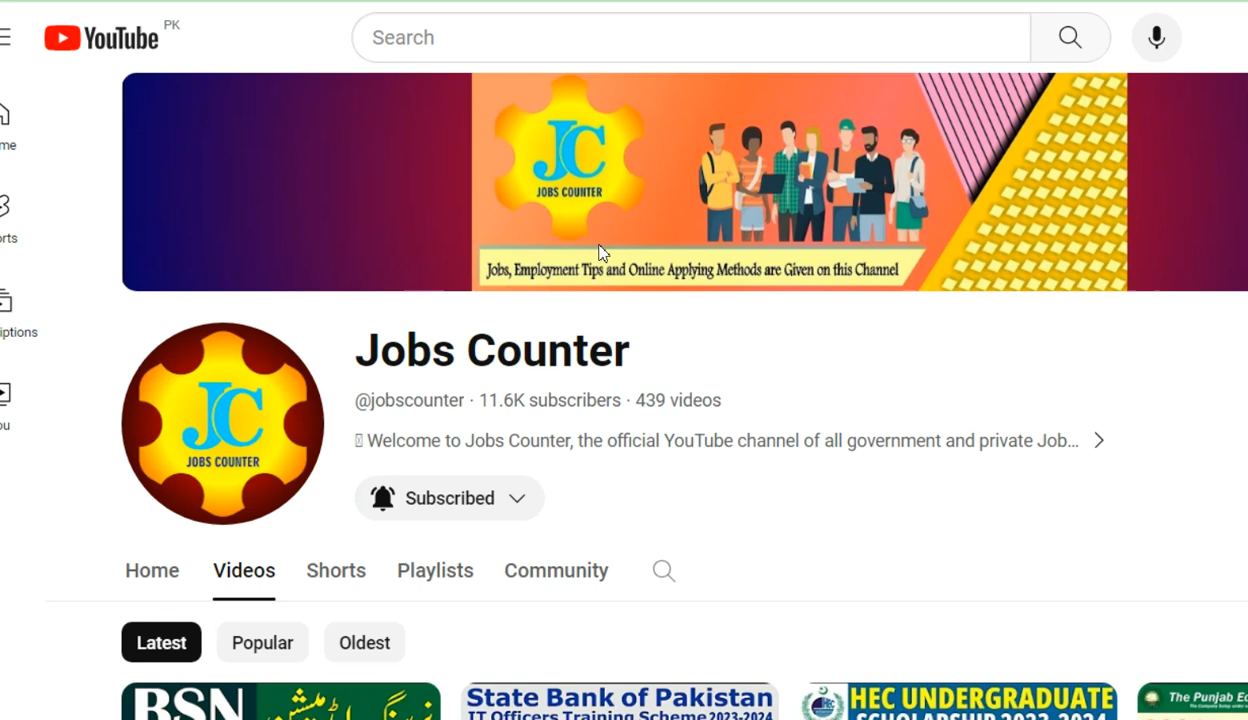 YouTube PK
Search
JC
JOBS COUNTER
Jobs, Employment Tips and Online Applying Methods are Given on this Channel
me
orts
iptions
ou
JC
JOBS COUNTER
Jobs Counter
@jobscounter · 11.6K subscribers · 439 videos
Welcome to Jobs Counter, the official YouTube channel of all government and private Job...
Subscribed
Home Videos Shorts Playlists Community
Latest Popular Oldest
BSN
State Bank of Pakistan
IT Officers Training Scheme 2023-2024
HEC UNDERGRADUATE
SCHOLARSHIP 2023-2024
The Punjab Ed